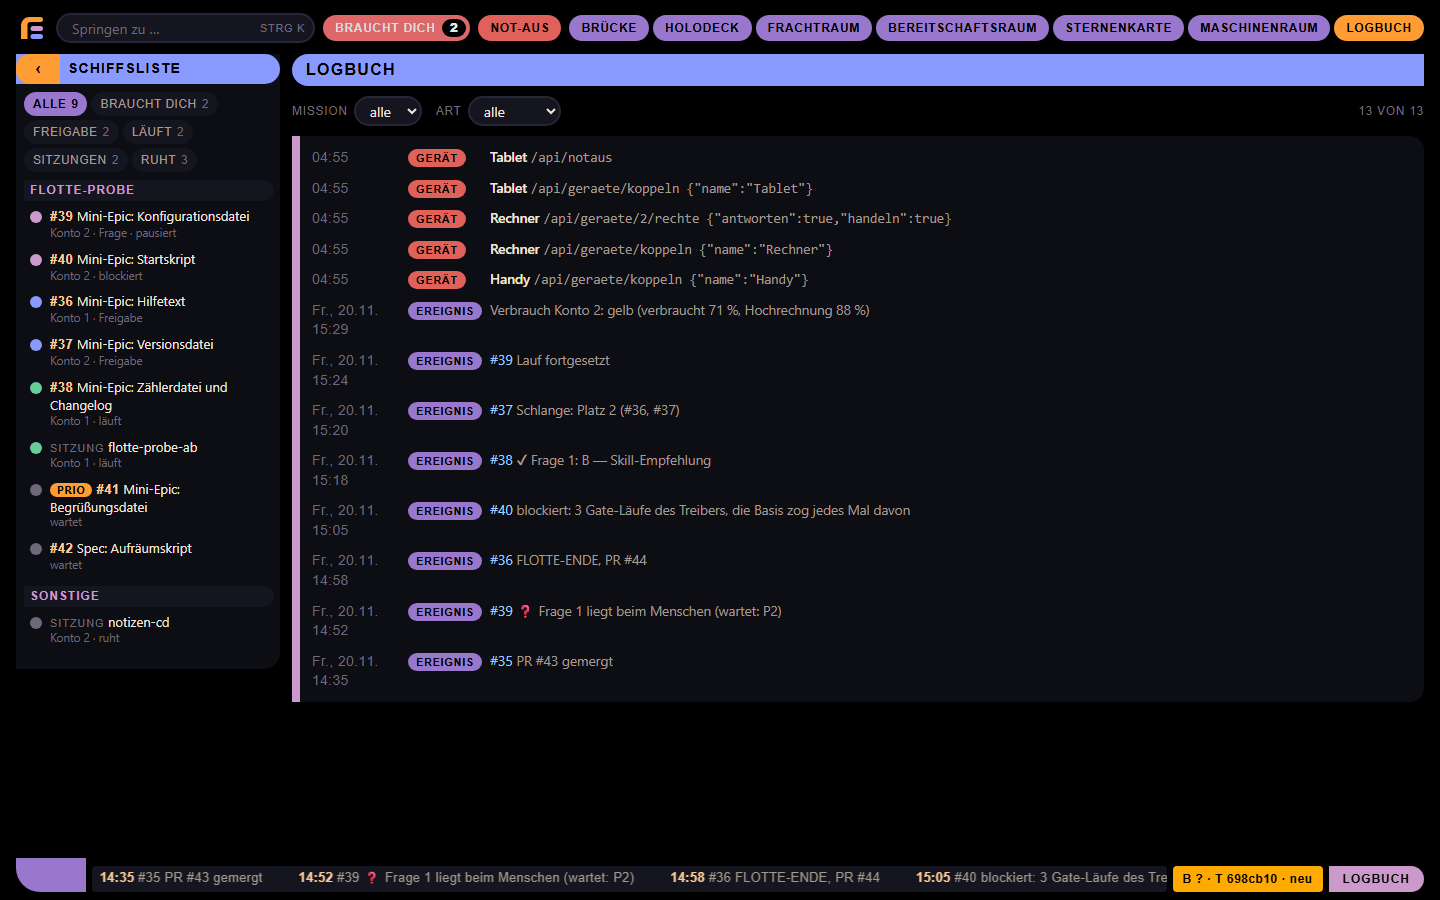 Springen zu ... STRG K BRAUCHT DICH 2 NOT-AUS BRÜCKE HOLODECK FRACHTRAUM BEREITSCHAFTSRAUM STERNENKARTE MASCHINENRAUM LOGBUCH
‹ SCHIFFSLISTE
ALLE 9 BRAUCHT DICH 2
FREIGABE 2 LÄUFT 2
SITZUNGEN 2 RUHT 3
FLOTTE-PROBE
#39 Mini-Epic: Konfigurationsdatei
Konto 2 · Frage · pausiert
#40 Mini-Epic: Startskript
Konto 2 · blockiert
#36 Mini-Epic: Hilfetext
Konto 1 · Freigabe
#37 Mini-Epic: Versionsdatei
Konto 2 · Freigabe
#38 Mini-Epic: Zählerdatei und
Changelog
Konto 1 · läuft
SITZUNG flotte-probe-ab
Konto 1 · läuft
PRIO #41 Mini-Epic:
Begrüßungsdatei
wartet
#42 Spec: Aufräumskript
wartet
SONSTIGE
SITZUNG notizen-cd
Konto 2 · ruht
LOGBUCH
MISSION alle ART alle 13 VON 13
04:55 GERÄT Tablet /api/notaus
04:55 GERÄT Tablet /api/geraete/koppeln {"name":"Tablet"}
04:55 GERÄT Rechner /api/geraete/2/rechte {"antworten":true,"handeln":true}
04:55 GERÄT Rechner /api/geraete/koppeln {"name":"Rechner"}
04:55 GERÄT Handy /api/geraete/koppeln {"name":"Handy"}
Fr., 20.11. EREIGNIS Verbrauch Konto 2: gelb (verbraucht 71 %, Hochrechnung 88 %)
15:29
Fr., 20.11. EREIGNIS #39 Lauf fortgesetzt
15:24
Fr., 20.11. EREIGNIS #37 Schlange: Platz 2 (#36, #37)
15:20
Fr., 20.11. EREIGNIS #38 ✓ Frage 1: B — Skill-Empfehlung
15:18
Fr., 20.11. EREIGNIS #40 blockiert: 3 Gate-Läufe des Treibers, die Basis zog jedes Mal davon
15:05
Fr., 20.11. EREIGNIS #36 FLOTTE-ENDE, PR #44
14:58
Fr., 20.11. EREIGNIS #39 ❓ Frage 1 liegt beim Menschen (wartet: P2)
14:52
Fr., 20.11. EREIGNIS #35 PR #43 gemergt
14:35
14:35 #35 PR #43 gemergt 14:52 #39 ❓ Frage 1 liegt beim Menschen (wartet: P2) 14:58 #36 FLOTTE-ENDE, PR #44 15:05 #40 blockiert: 3 Gate-Läufe des Tre B ? · T 698cb10 · neu LOGBUCH